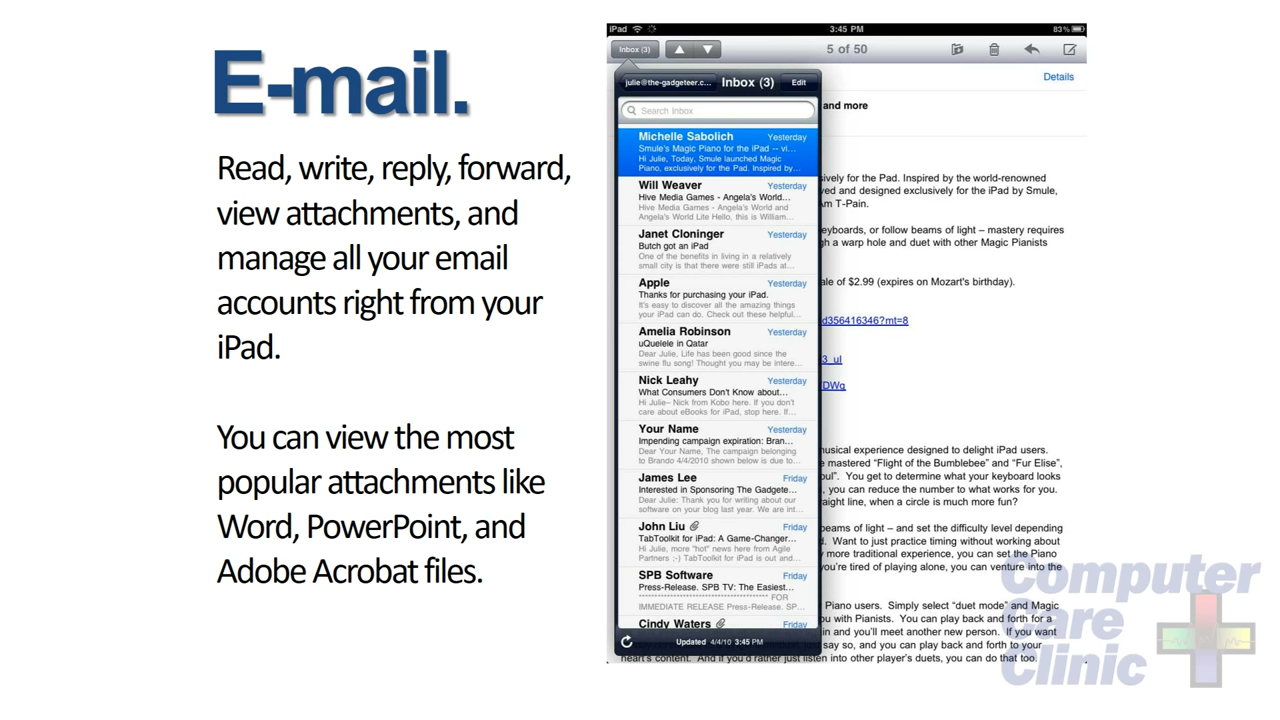 E-mail.
Read, write, reply, forward,
view attachments, and
manage all your email
accounts right from your
iPad.
You can view the most
popular attachments like
Word, PowerPoint, and
Adobe Acrobat files.
iPad 3:45 PM 83%
Inbox (3) 5 of 50
Details
julie@the-gadgeteer.c... Inbox (3) Edit
Search Inbox
Michelle Sabolich Yesterday
Smule's Magic Piano for the iPad -- vi...
Hi Julie, Today, Smule launched Magic
Piano, exclusively for the Pad. Inspired by...
Will Weaver Yesterday
Hive Media Games - Angela's World...
Hive Media Games - Angela's World and
Angela's World Lite Hello, this is William...
Janet Cloninger Yesterday
Butch got an iPad
One of the benefits in living in a relatively
small city is that there were still iPads at...
Apple Yesterday
Thanks for purchasing your iPad.
It's easy to discover all the amazing things
your iPad can do. Check out these helpful...
Amelia Robinson Yesterday
uQuelele in Qatar
Dear Julie, Life has been good since the
swine flu song! Thought you may be intere...
Nick Leahy Yesterday
What Consumers Don't Know about...
Hi Julie– Nick from Kobo here. If you don't
care about eBooks for iPad, stop here. If...
Your Name Yesterday
Impending campaign expiration: Bran...
Dear Your Name, The campaign belonging
to Brando 4/4/2010 shown below is due to...
James Lee Friday
Interested in Sponsoring The Gadgete...
Dear Julie: Thank you for writing about our
software on your blog last year. We are int...
John Liu Friday
TabToolkit for iPad: A Game-Changer...
Hi Julie, more "hot" news here from Agile
Partners ;-) TabToolkit for iPad is out and...
SPB Software Friday
Press-Release. SPB TV: The Easiest...
FOR
IMMEDIATE RELEASE Press-Release. SP...
Cindy Waters Friday
Updated 4/4/10 3:45 PM
and more
sively for the Pad. Inspired by the world-renowned
ved and designed exclusively for the iPad by Smule,
Am T-Pain.
keyboards, or follow beams of light – mastery requires
gh a warp hole and duet with other Magic Pianists
ale of $2.99 (expires on Mozart's birthday).
d356416346?mt=8
3_ul
DWg
musical experience designed to delight iPad users.
e mastered “Flight of the Bumblebee” and “Fur Elise”,
oul”. You get to determine what your keyboard looks
, you can reduce the number to what works for you.
aight line, when a circle is much more fun?
beams of light – and set the difficulty level depending
d. Want to just practice timing without working about
more traditional experience, you can set the Piano
you're tired of playing alone, you can venture into the
Piano users. Simply select “duet mode” and Magic
ou with Pianists. You can play back and forth for a
in and you'll meet another new person. If you want
say so, and you can play back and forth to your
heart's content. And if you'd rather just listen into other player's duets, you can do that too.
Computer
Care
Clinic